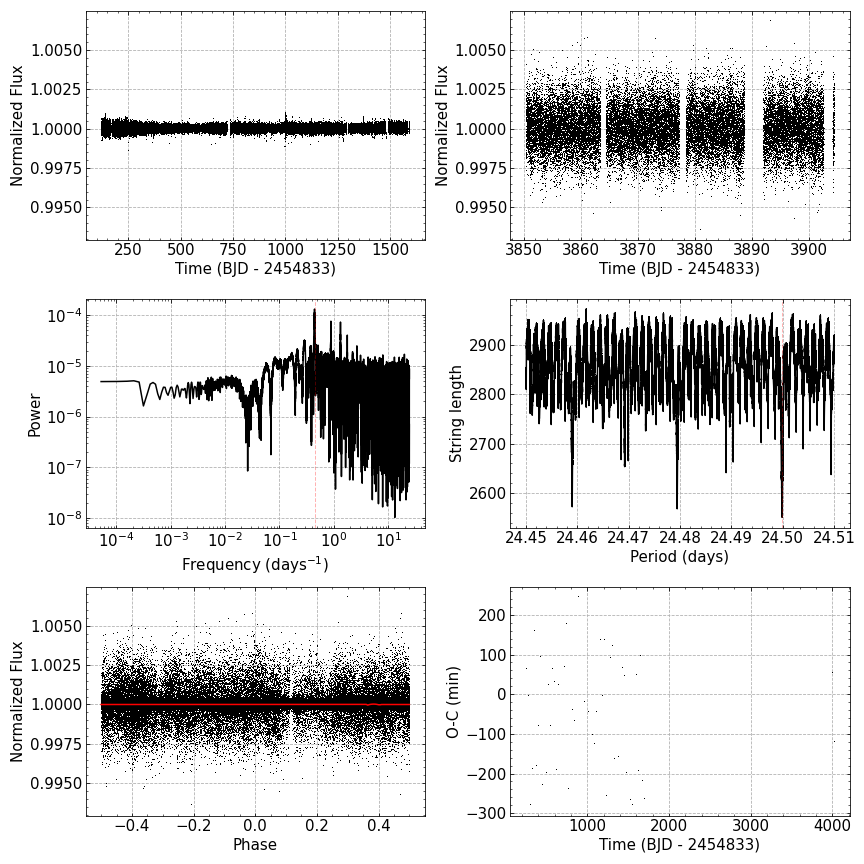 1.0050
1.0025
1.0000
0.9975
0.9950
Normalized Flux
250 500 750 1000 1250 1500
Time (BJD - 2454833)
1.0050
1.0025
1.0000
0.9975
0.9950
Normalized Flux
3850 3860 3870 3880 3890 3900
Time (BJD - 2454833)
10⁻⁴
10⁻⁵
10⁻⁶
10⁻⁷
10⁻⁸
Power
10⁻⁴ 10⁻³ 10⁻² 10⁻¹ 10⁰ 10¹
Frequency (days⁻¹)
2900
2800
2700
2600
String length
24.45 24.46 24.47 24.48 24.49 24.50 24.51
Period (days)
1.0050
1.0025
1.0000
0.9975
0.9950
Normalized Flux
−0.4 −0.2 0.0 0.2 0.4
Phase
200
100
0
−100
−200
−300
O-C (min)
1000 2000 3000 4000
Time (BJD - 2454833)